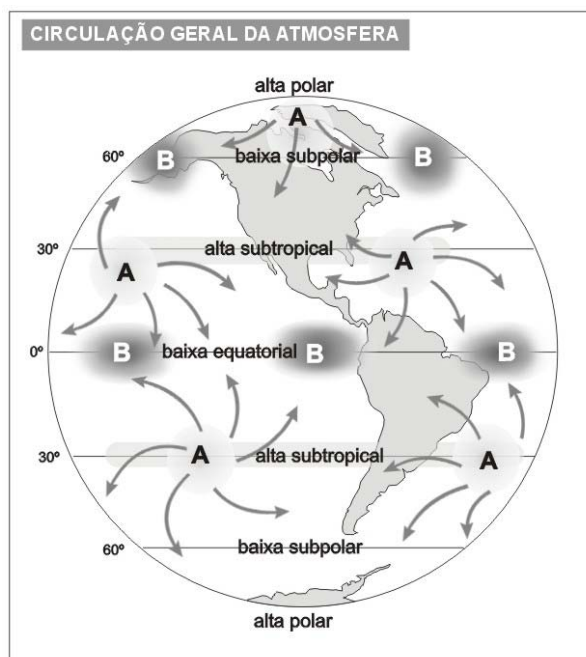 CIRCULAÇÃO GERAL DA ATMOSFERA
alta polar
A
60º
B
baixa subpolar
B
30º
alta subtropical
A
A
0º
B
baixa equatorial
B
B
30º
A
alta subtropical
A
60º
baixa subpolar
alta polar